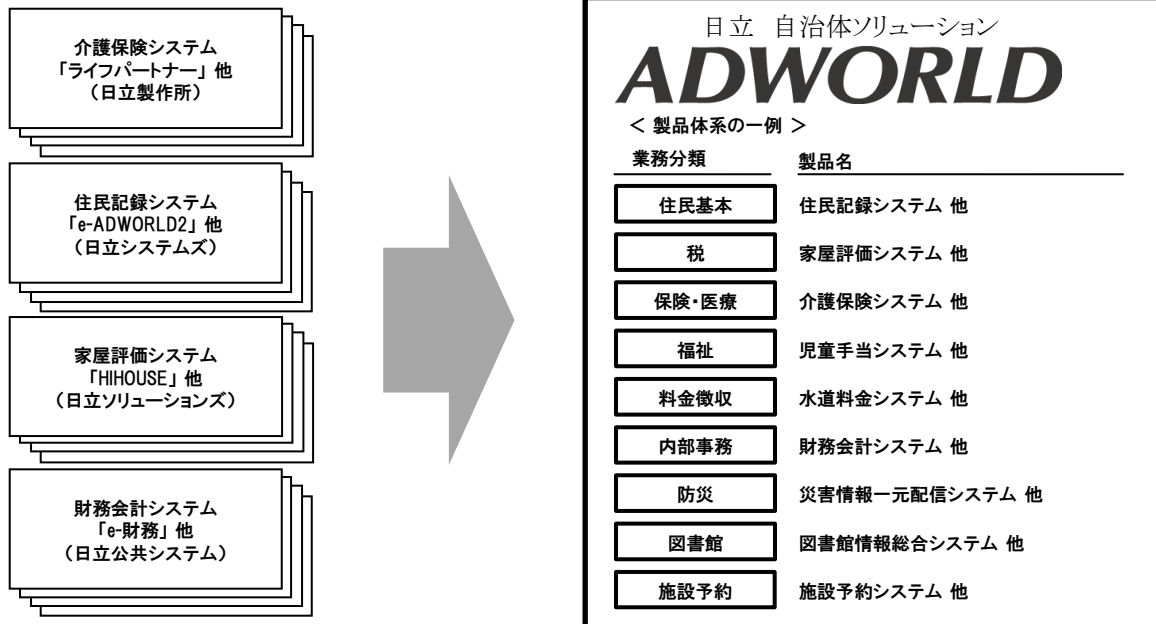 介護保険システム
「ライフパートナー」他
（日立製作所）
住民記録システム
「e-ADWORLD2」他
（日立システムズ）
家屋評価システム
「HIHOUSE」他
（日立ソリューションズ）
財務会計システム
「e-財務」他
（日立公共システム）
日立 自治体ソリューション
ADWORLD
＜ 製品体系の一例 ＞
業務分類 製品名
住民基本 住民記録システム 他
税 家屋評価システム 他
保険・医療 介護保険システム 他
福祉 児童手当システム 他
料金徴収 水道料金システム 他
内部事務 財務会計システム 他
防災 災害情報一元配信システム 他
図書館 図書館情報総合システム 他
施設予約 施設予約システム 他